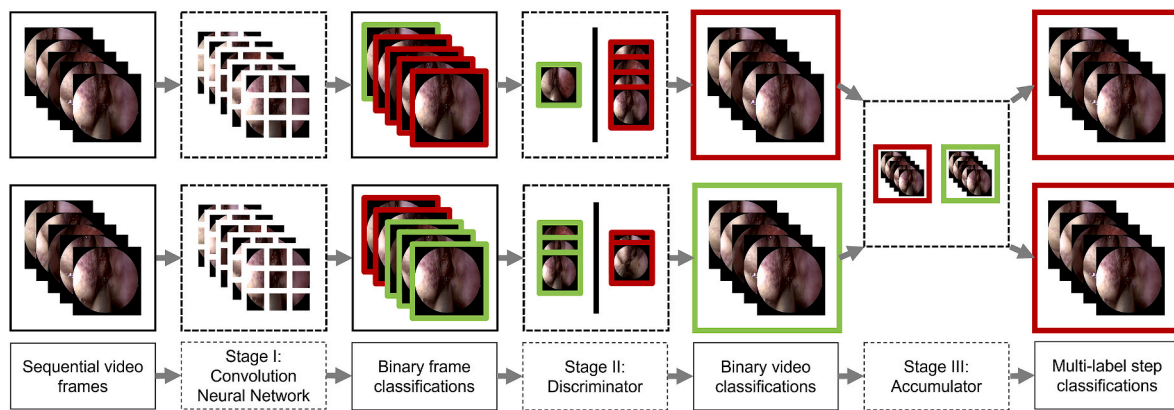 Sequential video
frames
Stage I:
Convolution
Neural Network
Binary frame
classifications
Stage II:
Discriminator
Binary video
classifications
Stage III:
Accumulator
Multi-label step
classifications